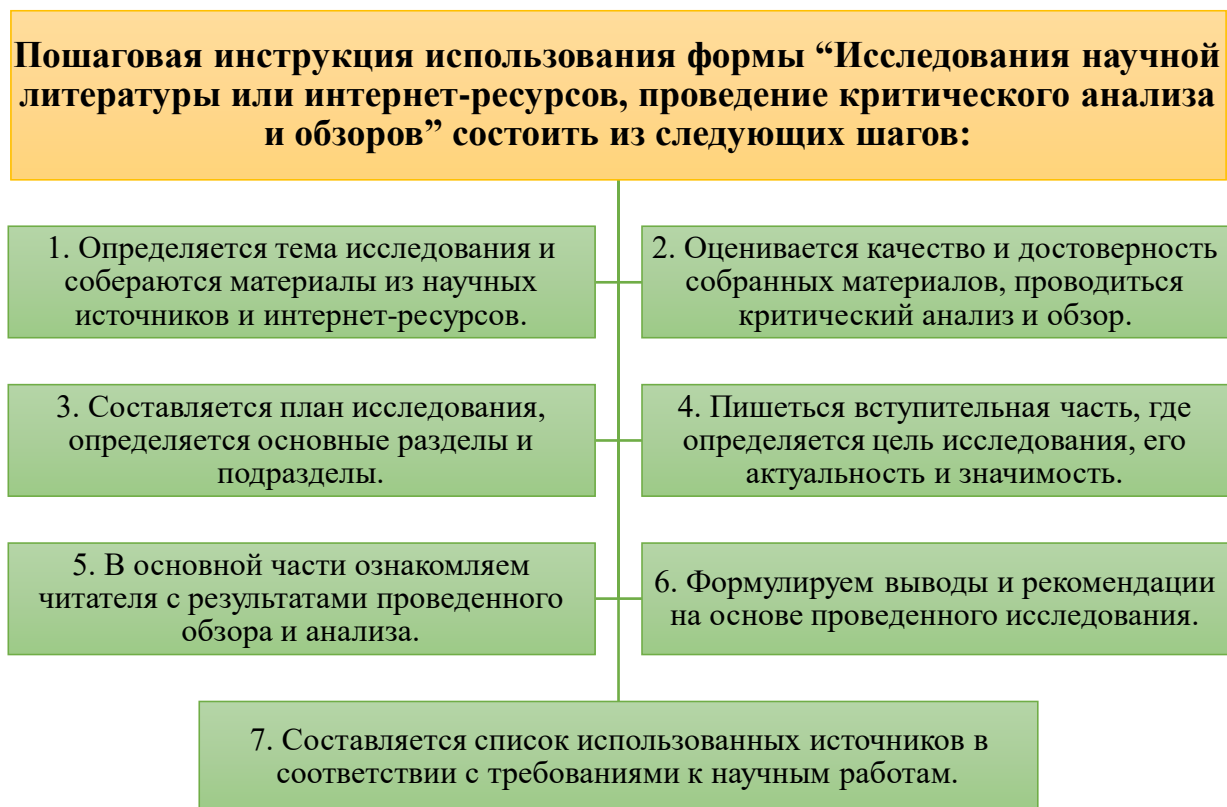 Пошаговая инструкция использования формы “Исследования научной
литературы или интернет-ресурсов, проведение критического анализа
и обзоров” состоить из следующих шагов:
1. Определяется тема исследования и
собераются материалы из научных
источников и интернет-ресурсов.
2. Оценивается качество и достоверность
собранных материалов, проводиться
критический анализ и обзор.
3. Составляется план исследования,
определяется основные разделы и
подразделы.
4. Пишеться вступительная часть, где
определяется цель исследования, его
актуальность и значимость.
5. В основной части ознакомляем
читателя с результатами проведенного
обзора и анализа.
6. Формулируем выводы и рекомендации
на основе проведенного исследования.
7. Составляется список использованных источников в
соответствии с требованиями к научным работам.